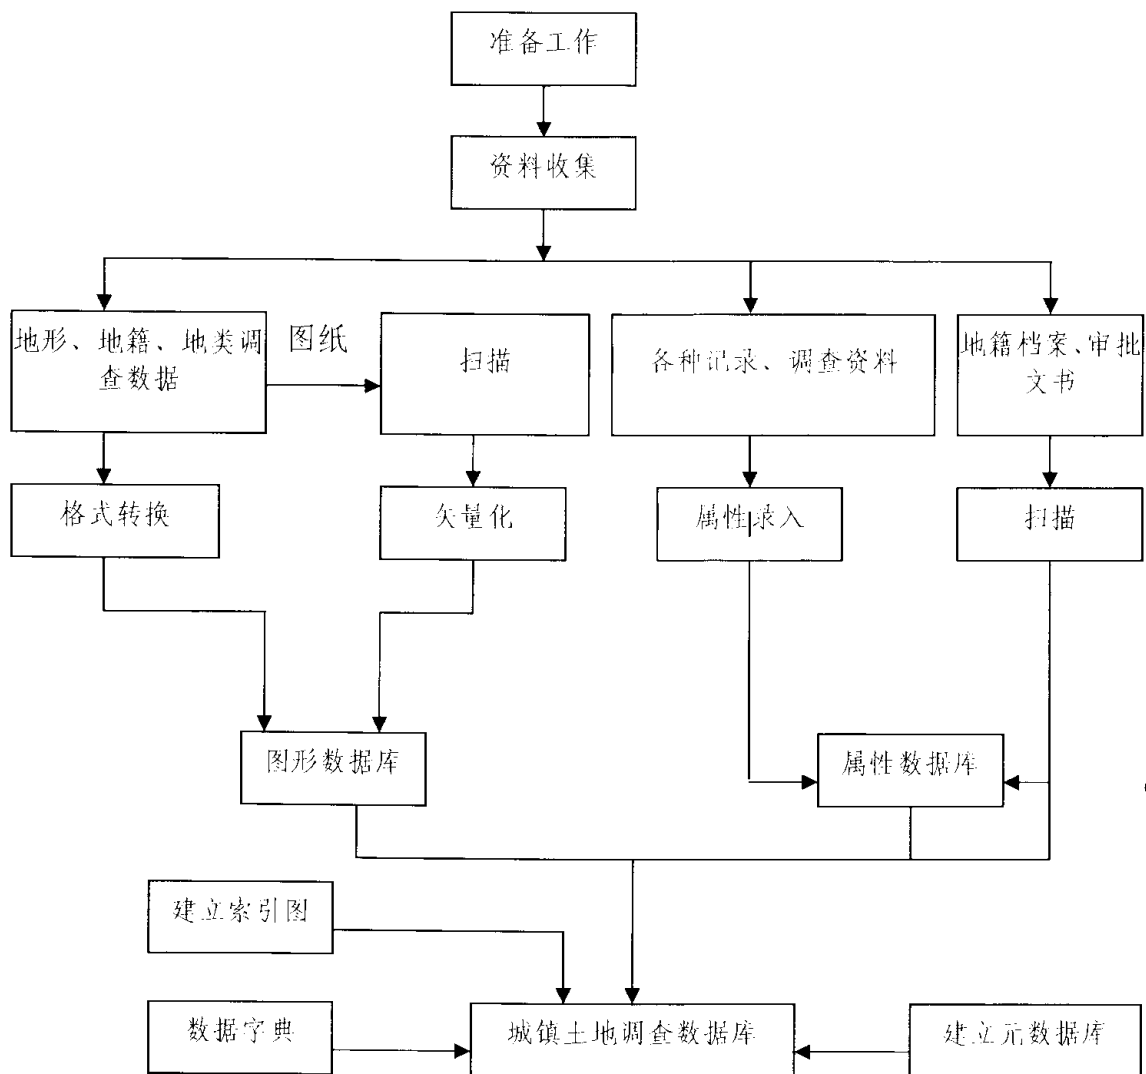 准备工作
资料收集
地形、地籍、地类调
查数据
图纸
扫描
各种记录、调查资料
地籍档案、审批
文书
格式转换
矢量化
属性录入
扫描
图形数据库
属性数据库
建立索引图
数据字典
城镇土地调查数据库
建立元数据库